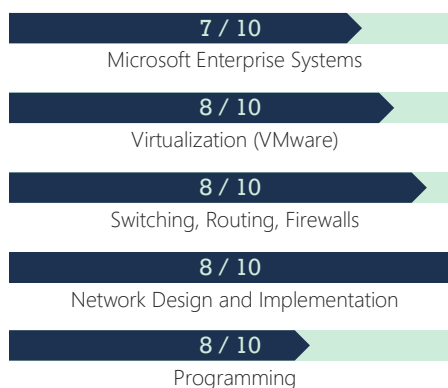 7 / 10
Microsoft Enterprise Systems
8 / 10
Virtualization (VMware)
8 / 10
Switching, Routing, Firewalls
8 / 10
Network Design and Implementation
8 / 10
Programming